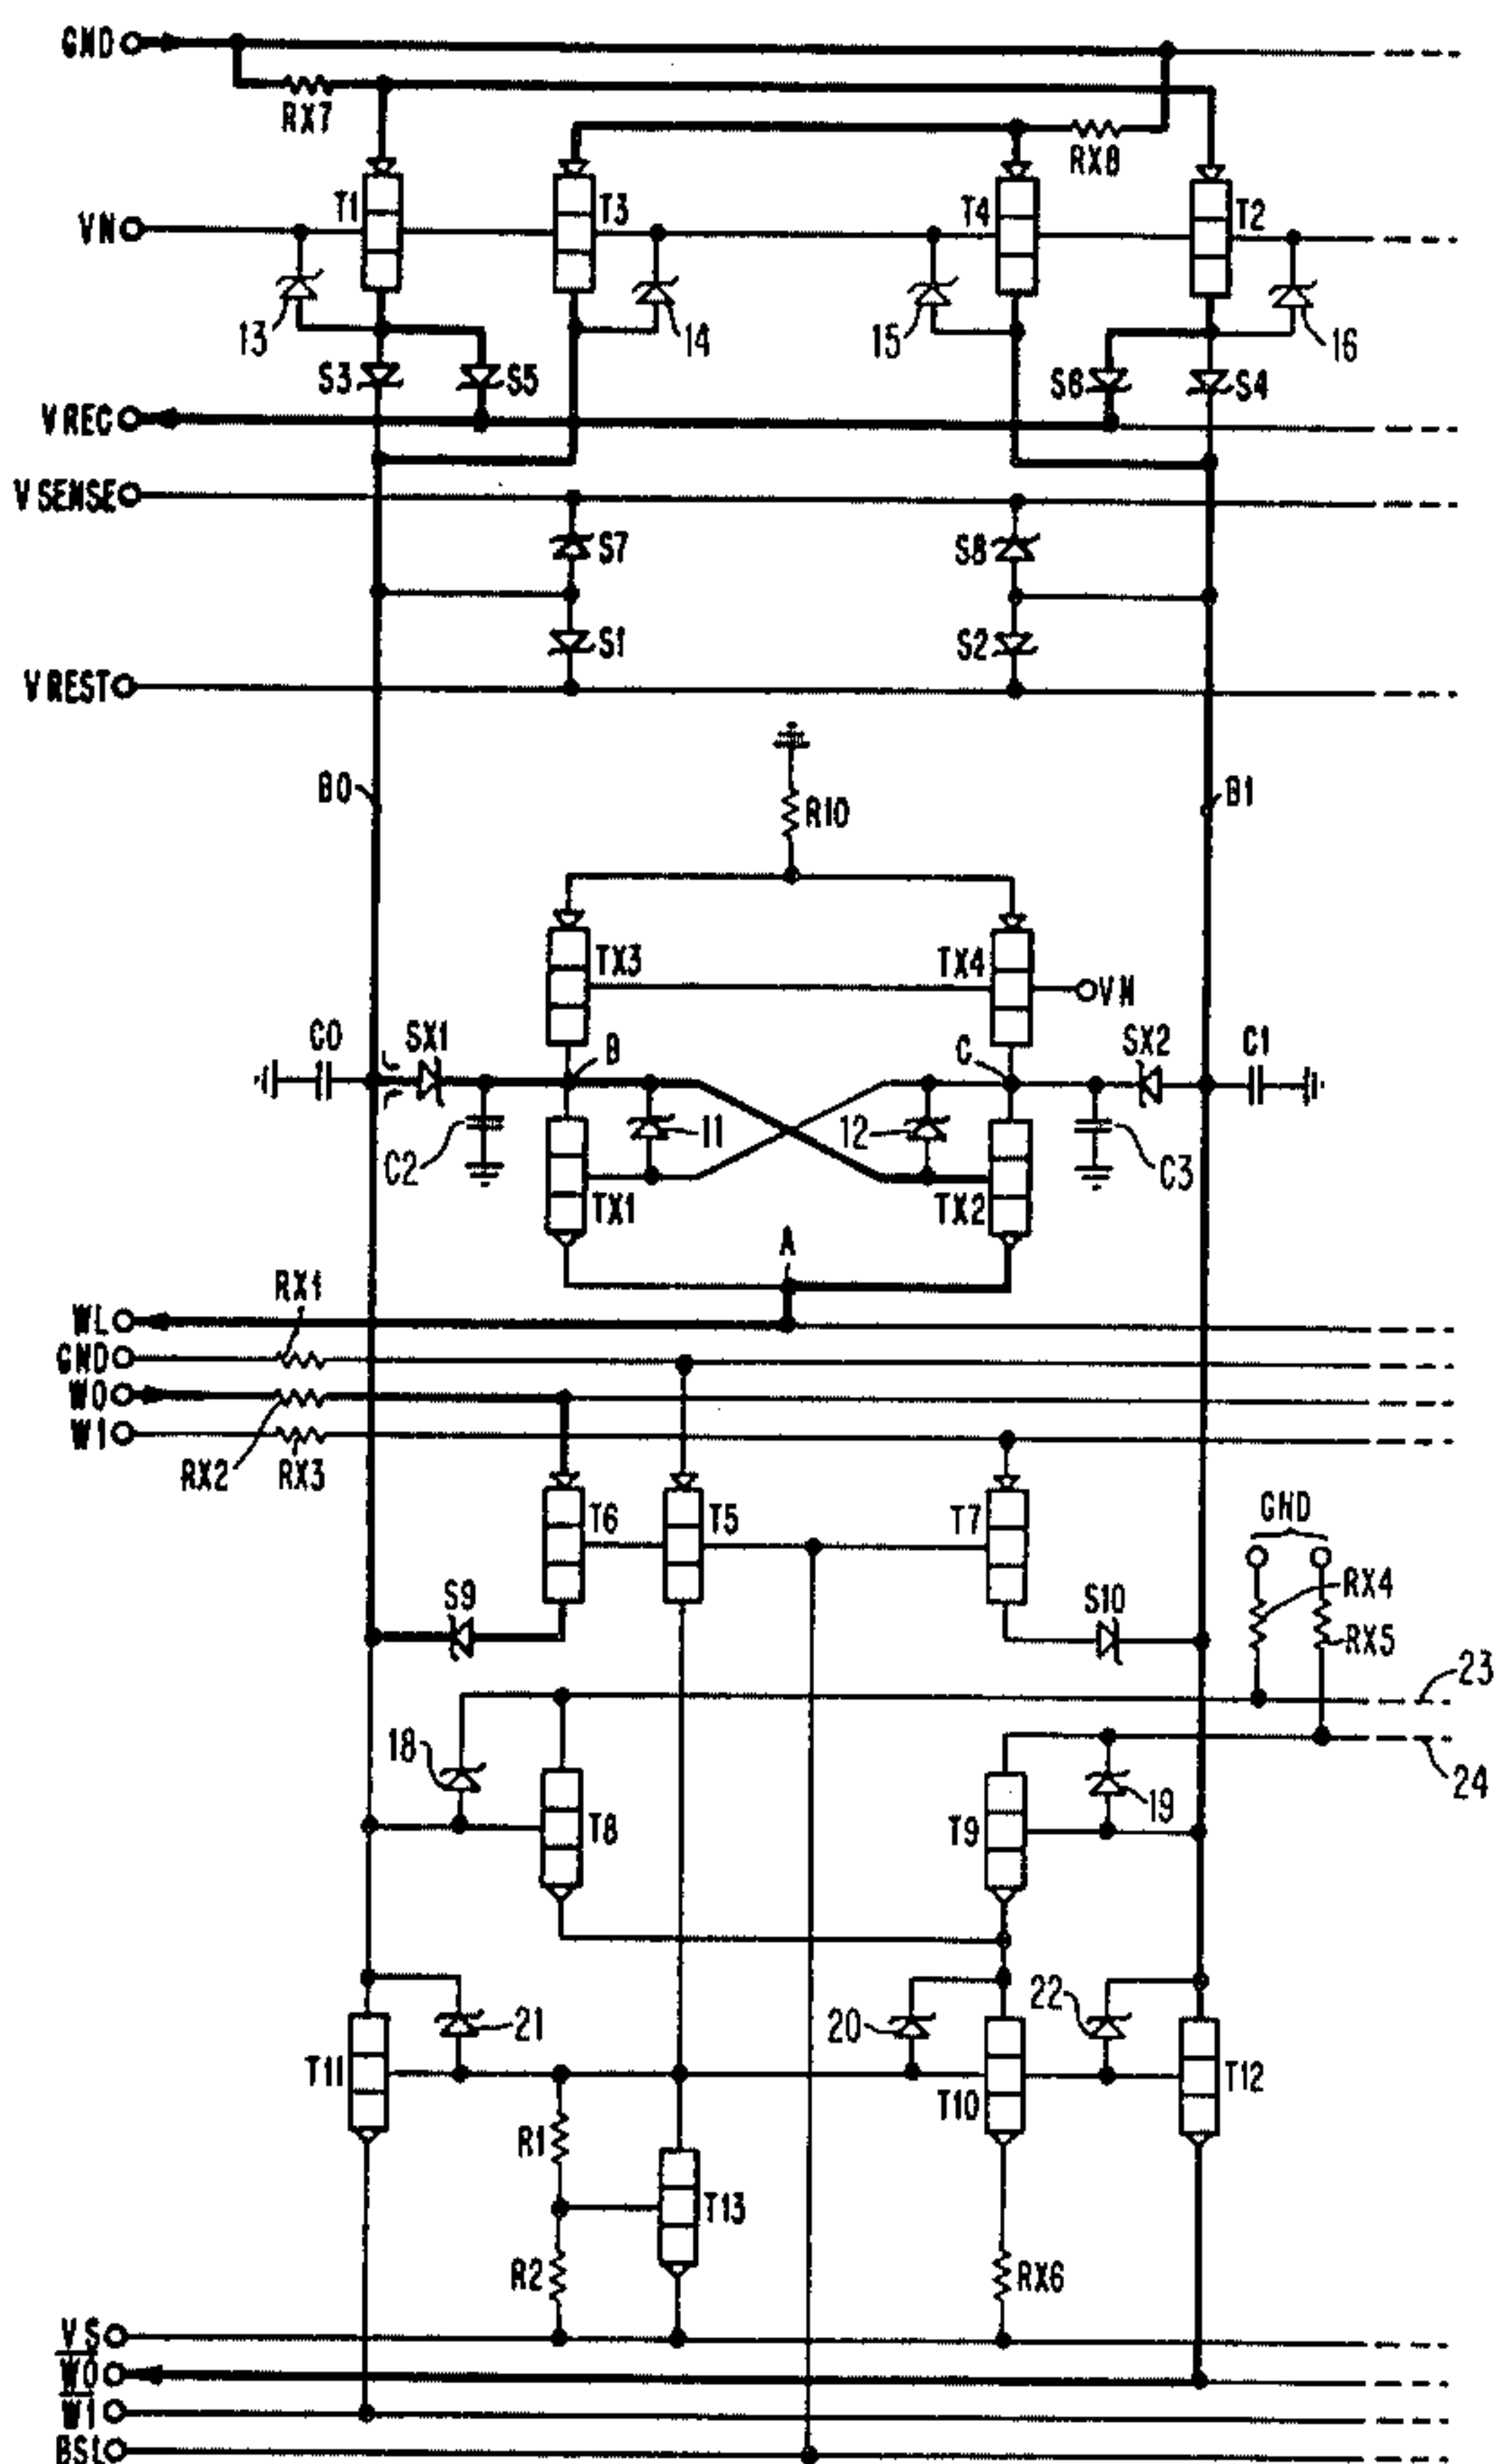 GND
RX7
RX8
T1
T3
T4
T2
VN
13
14
15
16
S3
S5
S6
S4
VREC
V SENSE
S7
S8
S1
S2
VREST
B0
R10
B1
TX3
TX4
VN
C0
SX1
B
C
SX2
C1
11
12
C2
C3
TX1
TX2
A
RX1
WL
GND
W0
W1
RX2
RX3
T6
T5
T7
GND
RX4
RX5
S9
S10
23
18
24
T8
T9
19
21
20
22
T11
T10
T12
R1
T13
R2
RX6
VS
W̅0̅
W̅1̅
BSL